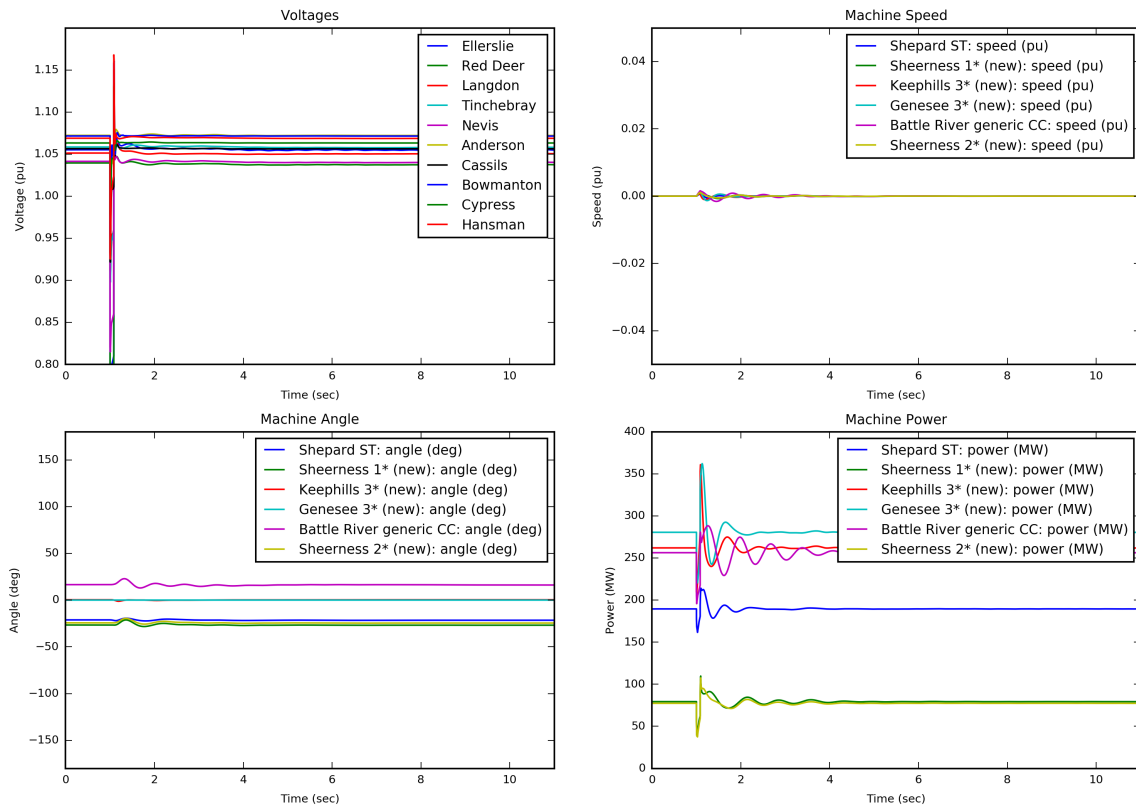 Voltages
1.15
1.10
1.05
1.00
0.95
0.90
0.85
0.80
Voltage (pu)
0
2
4
6
8
10
Time (sec)
Ellerslie
Red Deer
Langdon
Tinchebray
Nevis
Anderson
Cassils
Bowmanton
Cypress
Hansman
Machine Speed
0.04
0.02
0.00
−0.02
−0.04
Speed (pu)
0
2
4
6
8
10
Time (sec)
Shepard ST: speed (pu)
Sheerness 1* (new): speed (pu)
Keephills 3* (new): speed (pu)
Genesee 3* (new): speed (pu)
Battle River generic CC: speed (pu)
Sheerness 2* (new): speed (pu)
Machine Angle
150
100
50
0
−50
−100
−150
Angle (deg)
0
2
4
6
8
10
Time (sec)
Shepard ST: angle (deg)
Sheerness 1* (new): angle (deg)
Keephills 3* (new): angle (deg)
Genesee 3* (new): angle (deg)
Battle River generic CC: angle (deg)
Sheerness 2* (new): angle (deg)
Machine Power
400
350
300
250
200
150
100
50
0
Power (MW)
0
2
4
6
8
10
Time (sec)
Shepard ST: power (MW)
Sheerness 1* (new): power (MW)
Keephills 3* (new): power (MW)
Genesee 3* (new): power (MW)
Battle River generic CC: power (MW)
Sheerness 2* (new): power (MW)